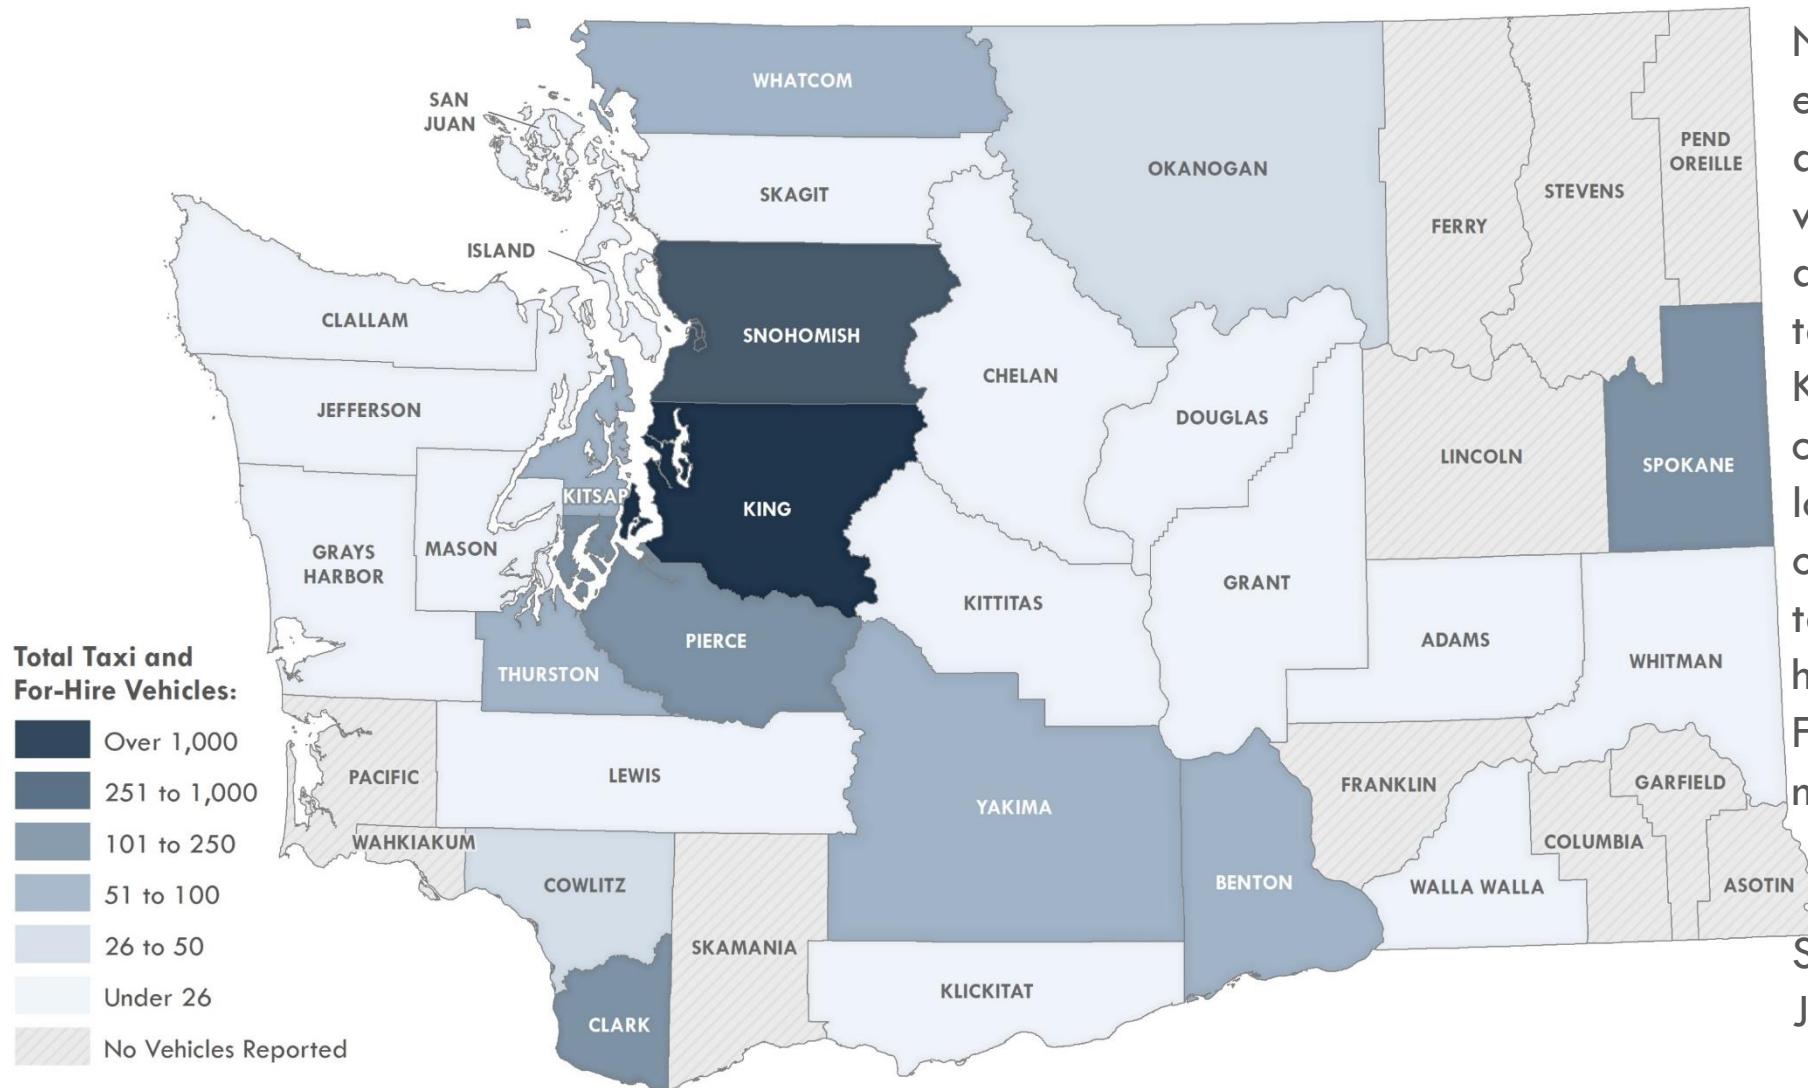 WHATCOM
SAN
JUAN
SKAGIT
OKANOGAN
PEND
OREILLE
STEVENS
FERRY
ISLAND
CLALLAM
SNOHOMISH
CHELAN
JEFFERSON
DOUGLAS
LINCOLN
SPOKANE
KITSAP
KING
GRAYS
HARBOR
MASON
GRANT
KITTITAS
PIERCE
ADAMS
WHITMAN
THURSTON
PACIFIC
LEWIS
YAKIMA
FRANKLIN
GARFIELD
WAHKIAKUM
COLUMBIA
COWLITZ
BENTON
WALLA WALLA
ASOTIN
SKAMANIA
KLICKITAT
CLARK
Total Taxi and
For-Hire Vehicles:
Over 1,000
251 to 1,000
101 to 250
51 to 100
26 to 50
Under 26
No Vehicles Reported